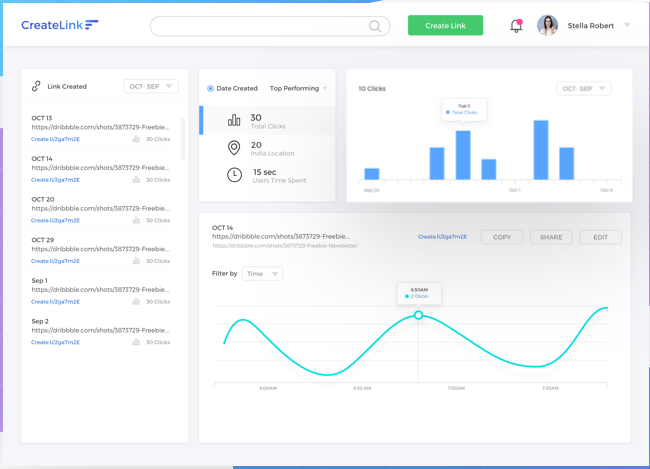 CreateLink
Create Link
Stella Robert
Link Created
OCT- SEP
OCT 13
https://dribbble.com/shots/3873729-Freebie...
Create.li/2ga7m2E
30 Clicks
OCT 14
https://dribbble.com/shots/3873729-Freebie...
Create.li/2ga7m2E
30 Clicks
OCT 20
https://dribbble.com/shots/3873729-Freebie...
Create.li/2ga7m2E
30 Clicks
OCT 29
https://dribbble.com/shots/3873729-Freebie...
Create.li/2ga7m2E
30 Clicks
Sep 1
https://dribbble.com/shots/3873729-Freebie...
Create.li/2ga7m2E
30 Clicks
Sep 2
https://dribbble.com/shots/3873729-Freebie...
Create.li/2ga7m2E
30 Clicks
Date Created
Top Performing
30
Total Clicks
20
India Location
15 sec
Users Time Spent
10 Clicks
OCT- SEP
Total Clicks
Sep 20
Oct 1
OCT 14
https://dribbble.com/shots/3873729-Freebie...
https://dribbble.com/shots/3873729-Freebie-Newsletter
Create.li/2ga7m2E
COPY
SHARE
EDIT
Filter by
Time
6:50AM
2 Clicks
6:00AM
6:30 AM
7:00AM
7:30AM